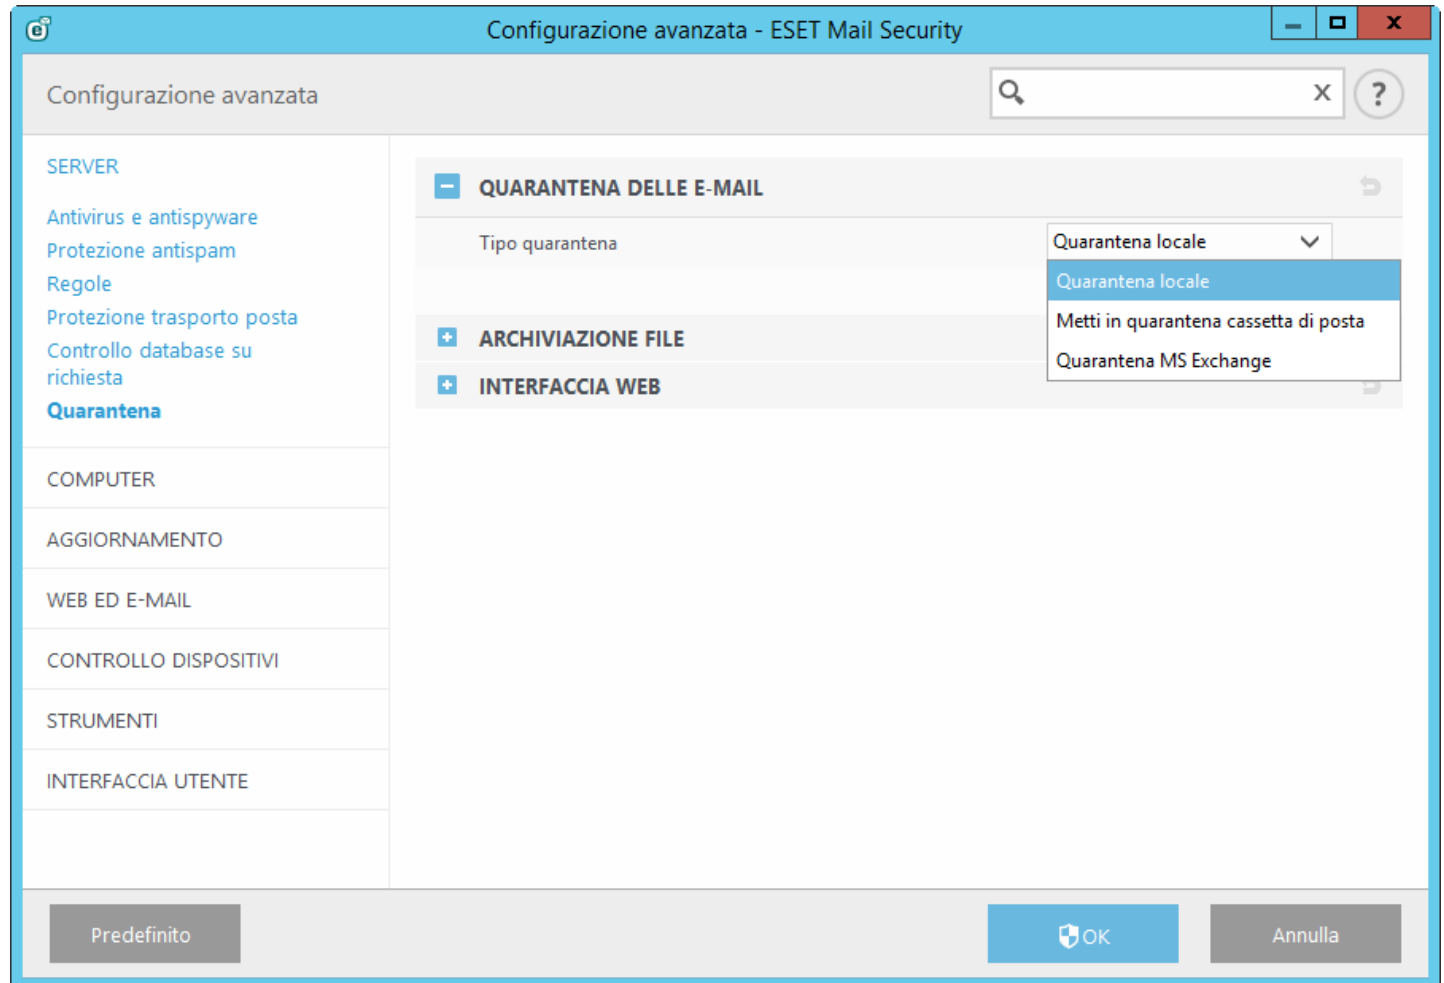 Configurazione avanzata - ESET Mail Security
Configurazione avanzata
SERVER
Antivirus e antispyware
Protezione antispam
Regole
Protezione trasporto posta
Controllo database su
richiesta
Quarantena
COMPUTER
AGGIORNAMENTO
WEB ED E-MAIL
CONTROLLO DISPOSITIVI
STRUMENTI
INTERFACCIA UTENTE
QUARANTENA DELLE E-MAIL
Tipo quarantena
Quarantena locale
Quarantena locale
Metti in quarantena cassetta di posta
Quarantena MS Exchange
ARCHIVIAZIONE FILE
INTERFACCIA WEB
Predefinito
OK
Annulla